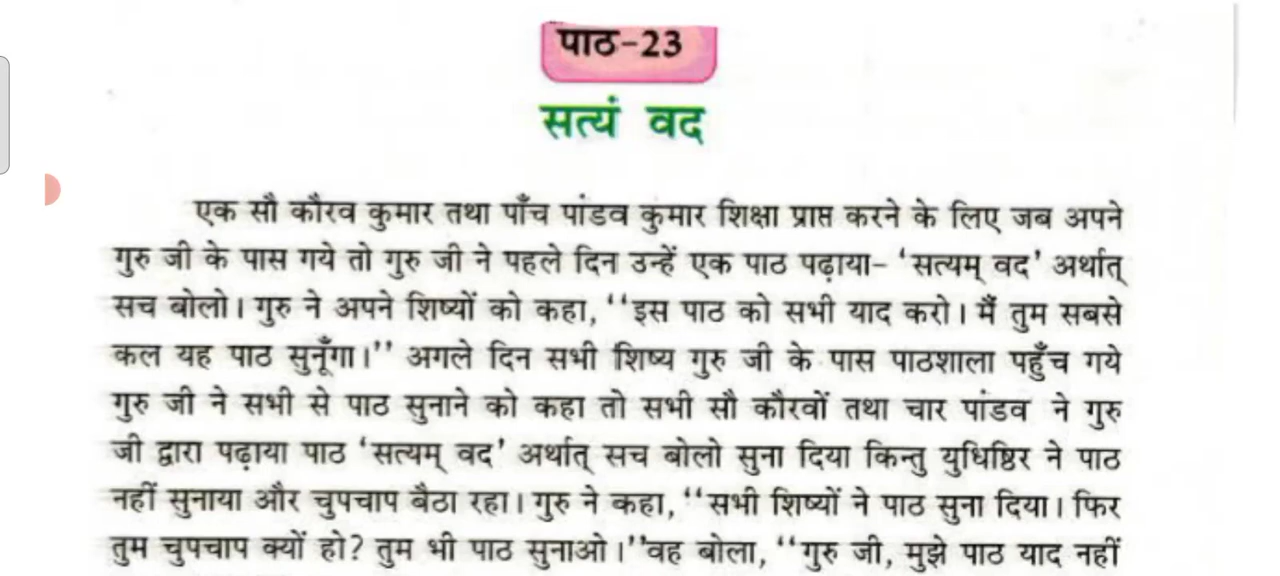 पाठ-23
सत्यं वद
एक सौ कौरव कुमार तथा पाँच पांडव कुमार शिक्षा प्राप्त करने के लिए जब अपने
गुरु जी के पास गये तो गुरु जी ने पहले दिन उन्हें एक पाठ पढ़ाया- ‘सत्यम् वद’ अर्थात्
सच बोलो। गुरु ने अपने शिष्यों को कहा, ‘‘इस पाठ को सभी याद करो। मैं तुम सबसे
कल यह पाठ सुनूँगा।’’ अगले दिन सभी शिष्य गुरु जी के पास पाठशाला पहुँच गये
गुरु जी ने सभी से पाठ सुनाने को कहा तो सभी सौ कौरवों तथा चार पांडव ने गुरु
जी द्वारा पढ़ाया पाठ ‘सत्यम् वद’ अर्थात् सच बोलो सुना दिया किन्तु युधिष्ठिर ने पाठ
नहीं सुनाया और चुपचाप बैठा रहा। गुरु ने कहा, ‘‘सभी शिष्यों ने पाठ सुना दिया। फिर
तुम चुपचाप क्यों हो? तुम भी पाठ सुनाओ।’’वह बोला, ‘‘गुरु जी, मुझे पाठ याद नहीं